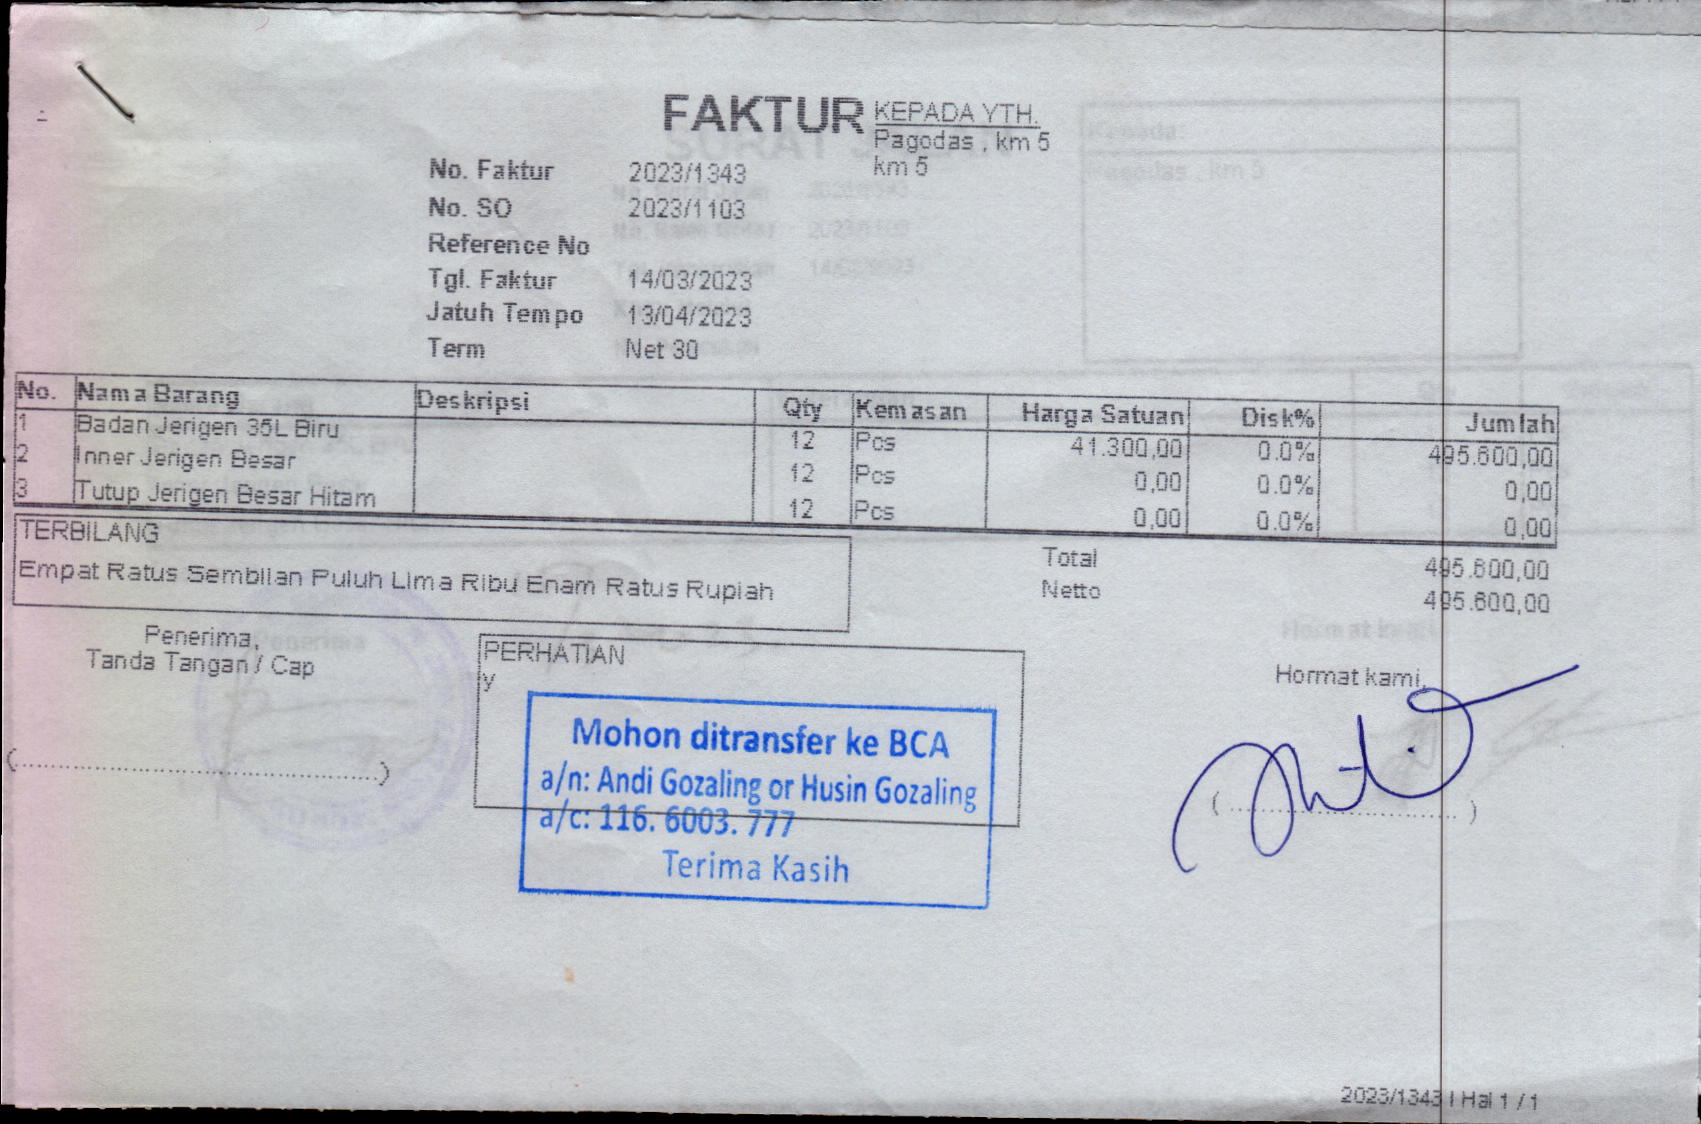 FAKTUR
KEPADA YTH.
Pagodas , km 5
km 5
No. Faktur 2023/1343
No. SO 2023/1103
Reference No
Tgl. Faktur 14/03/2023
Jatuh Tempo 13/04/2023
Term Net 30
No. Nama Barang Deskripsi Qty Kemasan Harga Satuan Disk% Jumlah
1 Badan Jerigen 35L Biru 12 Pcs 41.300,00 0.0% 495.600,00
2 Inner Jerigen Besar 12 Pcs 0,00 0.0% 0,00
3 Tutup Jerigen Besar Hitam 12 Pcs 0,00 0.0% 0,00
TERBILANG
Empat Ratus Sembilan Puluh Lima Ribu Enam Ratus Rupiah
Total 495.600,00
Netto 495.600,00
Penerima,
Tanda Tangan / Cap
(..............................................)
PERHATIAN
y
Mohon ditransfer ke BCA
a/n: Andi Gozaling or Husin Gozaling
a/c: 116. 6003. 777
Terima Kasih
Hormat kami,
( .............................. )
2023/1343 | Hal 1 / 1